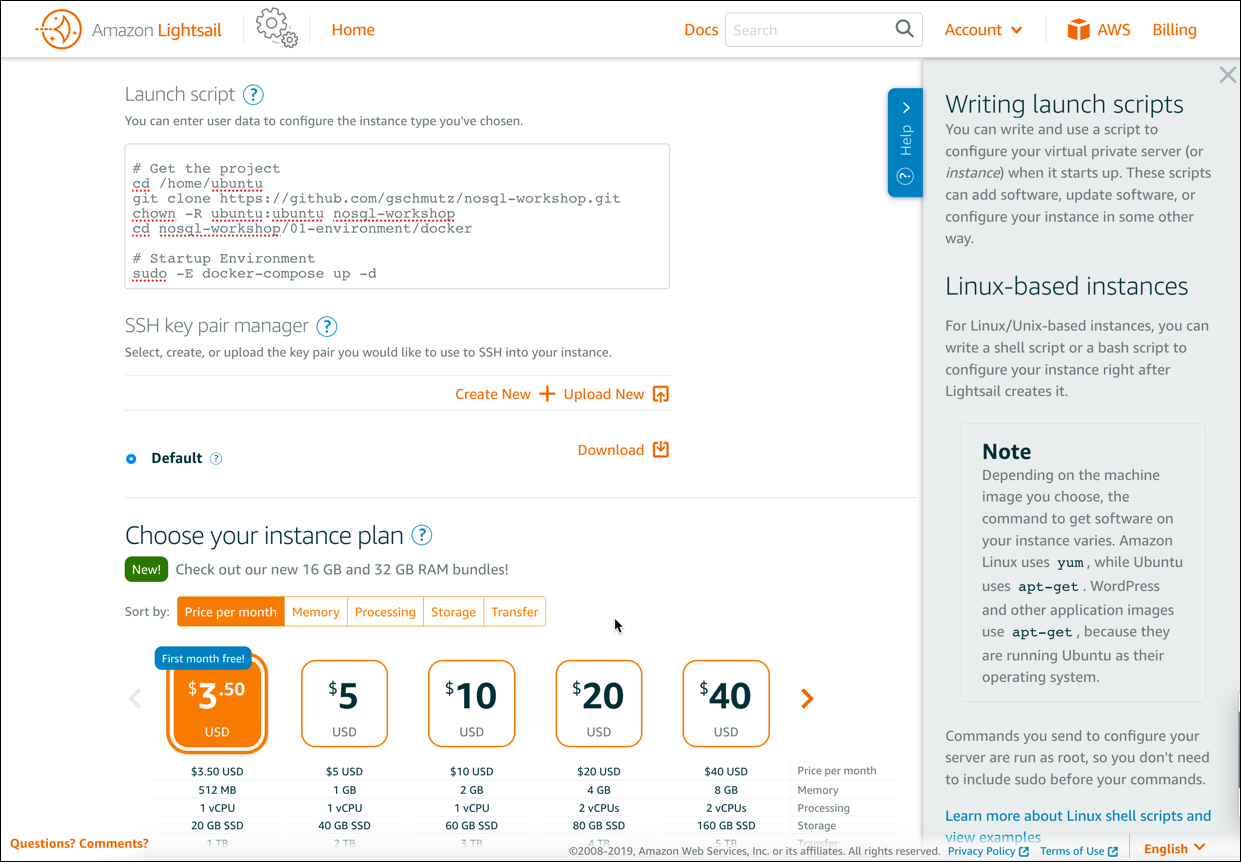 Amazon Lightsail
Home
Docs
Search
Account
AWS
Billing
Launch script ?
You can enter user data to configure the instance type you've chosen.
# Get the project
cd /home/ubuntu
git clone https://github.com/gschmutz/nosql-workshop.git
chown -R ubuntu:ubuntu nosql-workshop
cd nosql-workshop/01-environment/docker
# Startup Environment
sudo -E docker-compose up -d
SSH key pair manager ?
Select, create, or upload the key pair you would like to use to SSH into your instance.
Create New + Upload New
Default ?
Download
Choose your instance plan ?
New! Check out our new 16 GB and 32 GB RAM bundles!
Sort by: Price per month Memory Processing Storage Transfer
First month free!
$3.50 $5 $10 $20 $40
USD USD USD USD USD
$3.50 USD $5 USD $10 USD $20 USD $40 USD Price per month
512 MB 1 GB 2 GB 4 GB 8 GB Memory
1 vCPU 1 vCPU 1 vCPU 2 vCPUs 2 vCPUs Processing
20 GB SSD 40 GB SSD 60 GB SSD 80 GB SSD 160 GB SSD Storage
1 TB 2 TB 3 TB 4 TB 5 TB Transfer
? Help
Writing launch scripts
You can write and use a script to
configure your virtual private server (or
instance) when it starts up. These scripts
can add software, update software, or
configure your instance in some other
way.
Linux-based instances
For Linux/Unix-based instances, you can
write a shell script or a bash script to
configure your instance right after
Lightsail creates it.
Note
Depending on the machine
image you choose, the
command to get software on
your instance varies. Amazon
Linux uses yum, while Ubuntu
uses apt-get. WordPress
and other application images
use apt-get, because they
are running Ubuntu as their
operating system.
Commands you send to configure your
server are run as root, so you don't need
to include sudo before your commands.
Learn more about Linux shell scripts and
view examples
Questions? Comments?
©2008-2019, Amazon Web Services, Inc. or its affiliates. All rights reserved. Privacy Policy Terms of Use
English